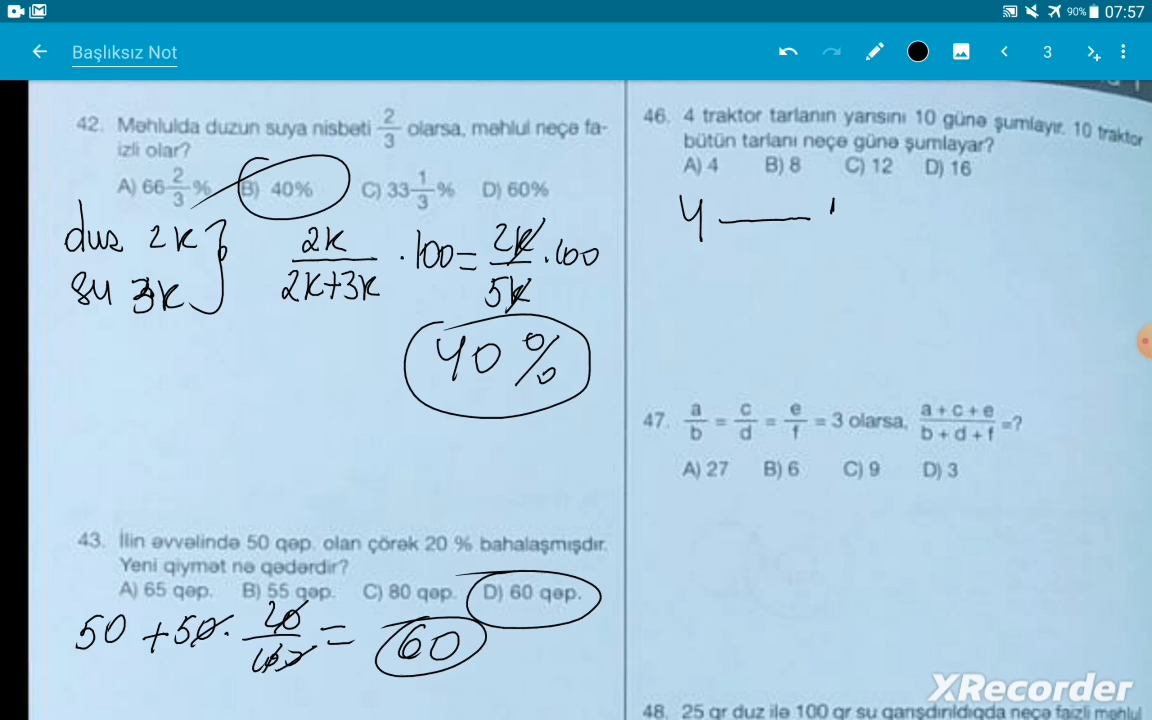 90% 07:57
Başlıksız Not
3
42. Məhlulda duzun suya nisbəti 2/3 olarsa, məhlul neçə fa-
izli olar?
A) 66 2/3 % B) 40% C) 33 1/3 % D) 60%
duz 2k
su 3k
2k/2k+3k · 100 = 2k/5k · 100
40 %
43. İlin əvvəlində 50 qəp. olan çörək 20 % bahalaşmışdır.
Yeni qiymət nə qədərdir?
A) 65 qəp. B) 55 qəp. C) 80 qəp. D) 60 qəp.
50 + 50 · 20/100 = 60
46. 4 traktor tarlanın yarısını 10 günə şumlayır. 10 traktor
bütün tarlanı neçə günə şumlayar?
A) 4 B) 8 C) 12 D) 16
4 —
47. a/b = c/d = e/f = 3 olarsa, a + c + e/b + d + f =?
A) 27 B) 6 C) 9 D) 3
48. 25 qr duz ilə 100 qr su qarışdırıldıqda neçə faizli məhlul
XRecorder